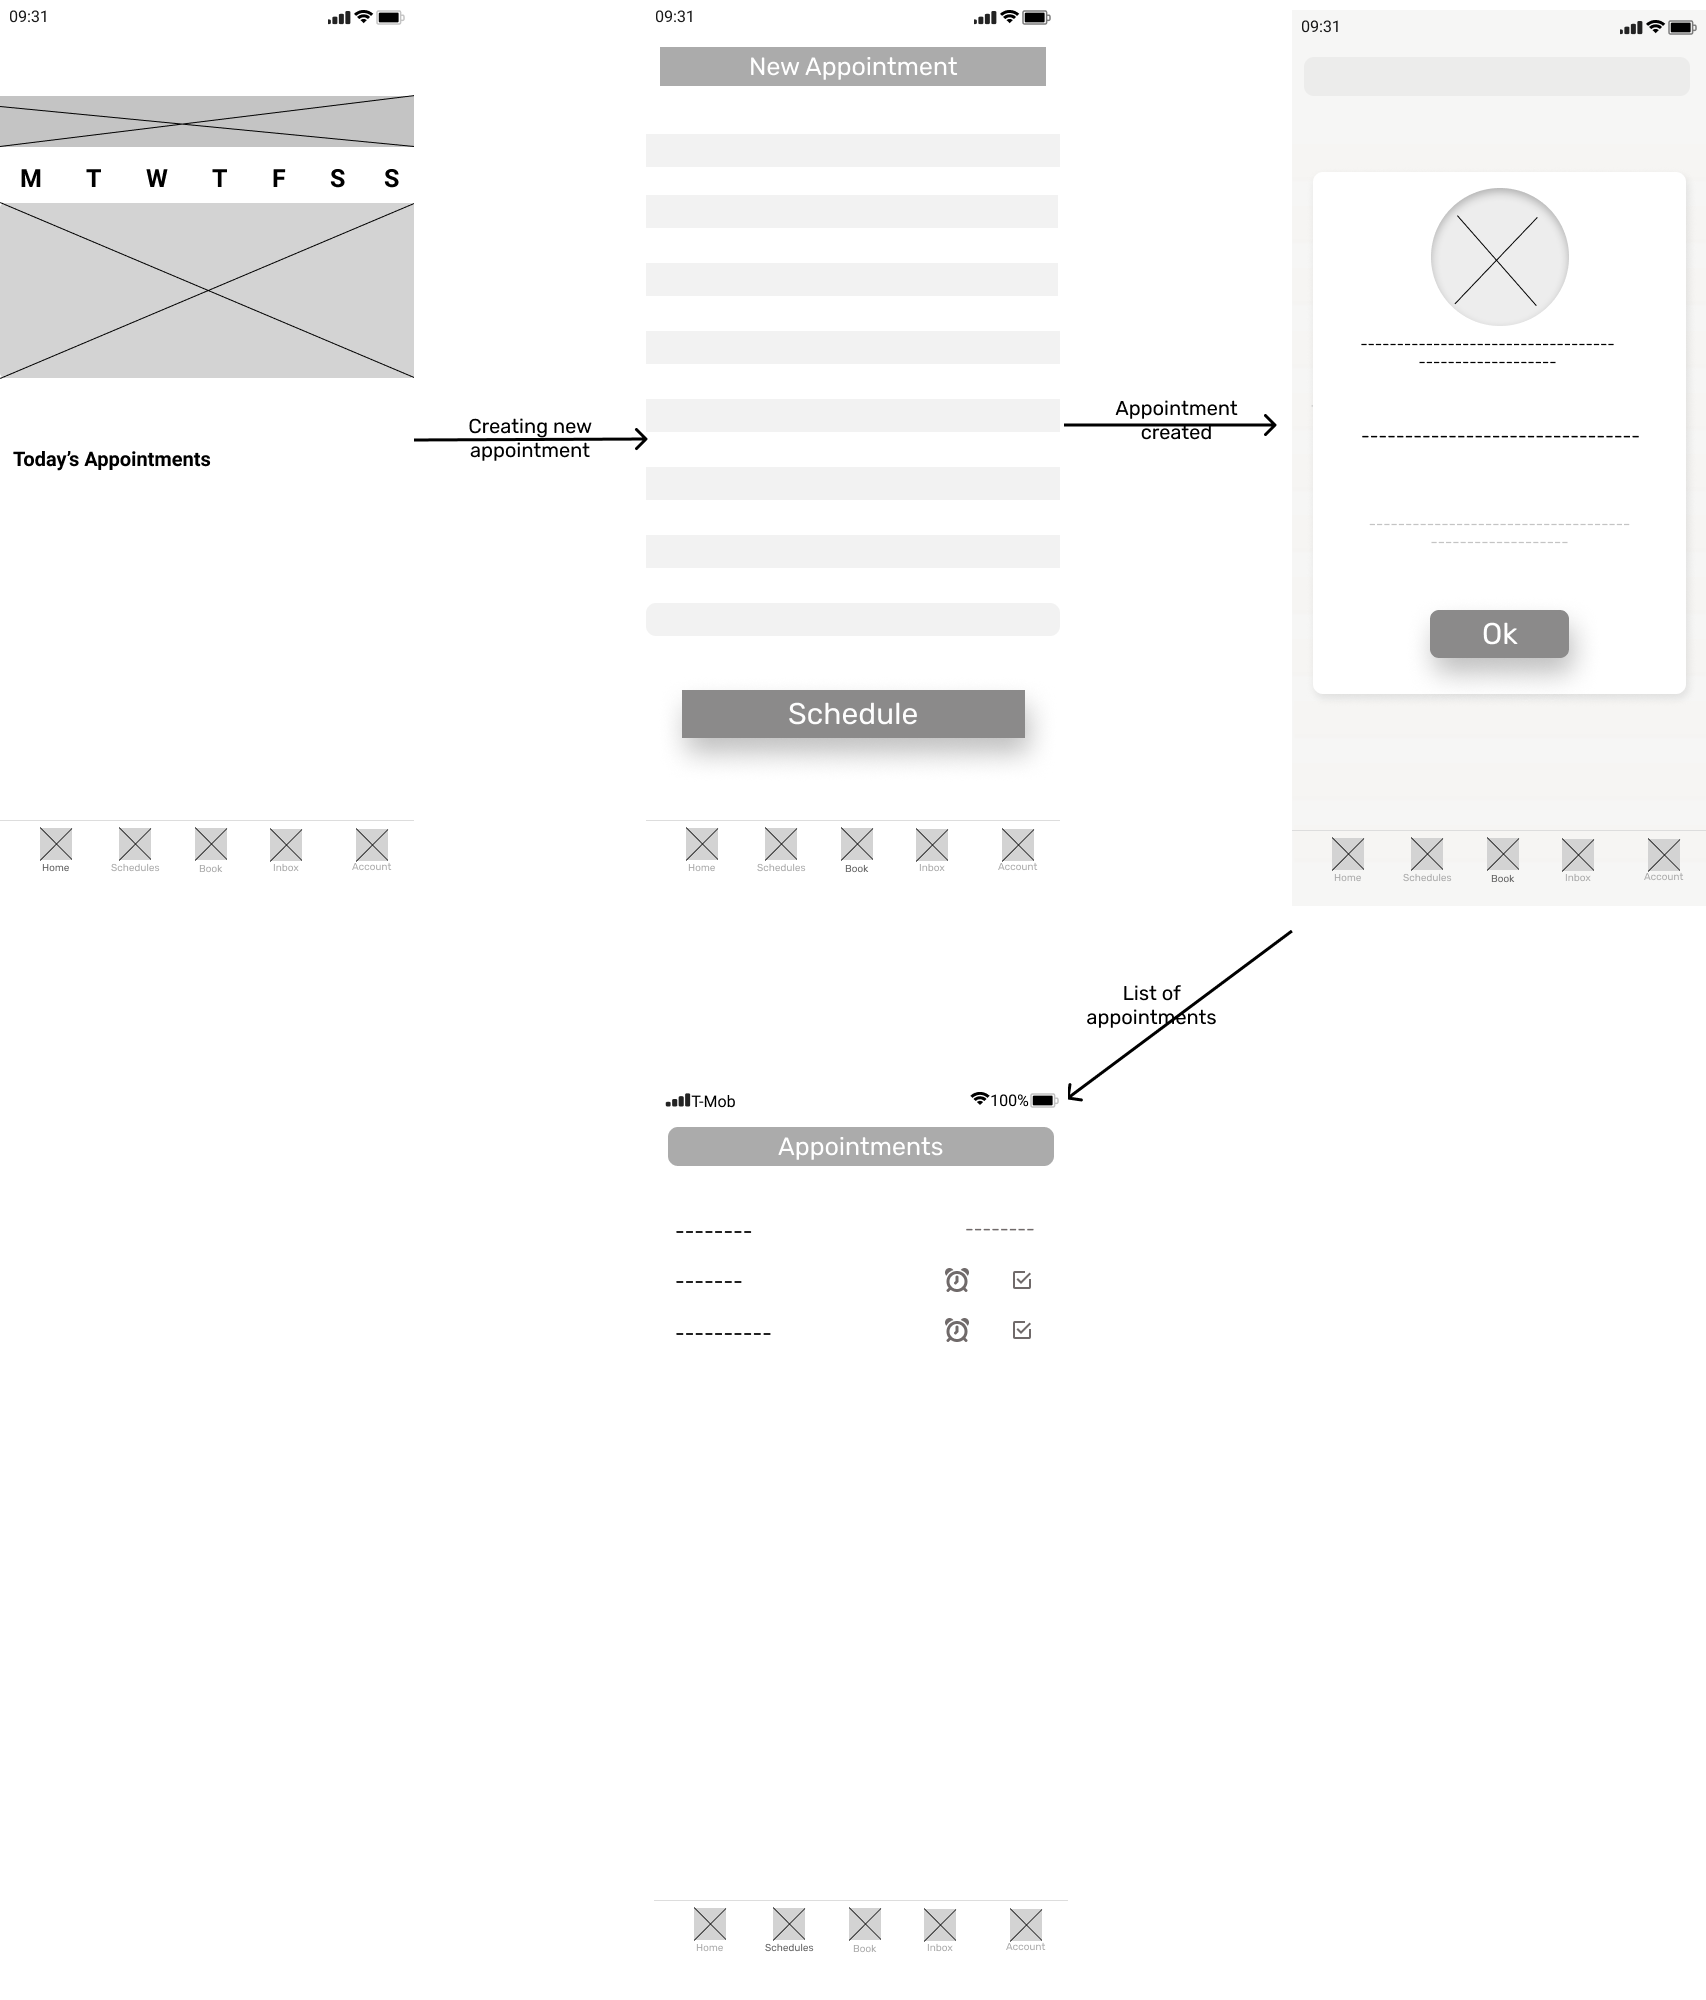 09:31
M T W T F S S
Today’s Appointments
Home Schedules Book Inbox Account
Creating new
appointment
09:31
New Appointment
Schedule
Home Schedules Book Inbox Account
Appointment
created
09:31
Ok
Home Schedules Book Inbox Account
List of
appointments
T-Mob 100%
Appointments
Home Schedules Book Inbox Account